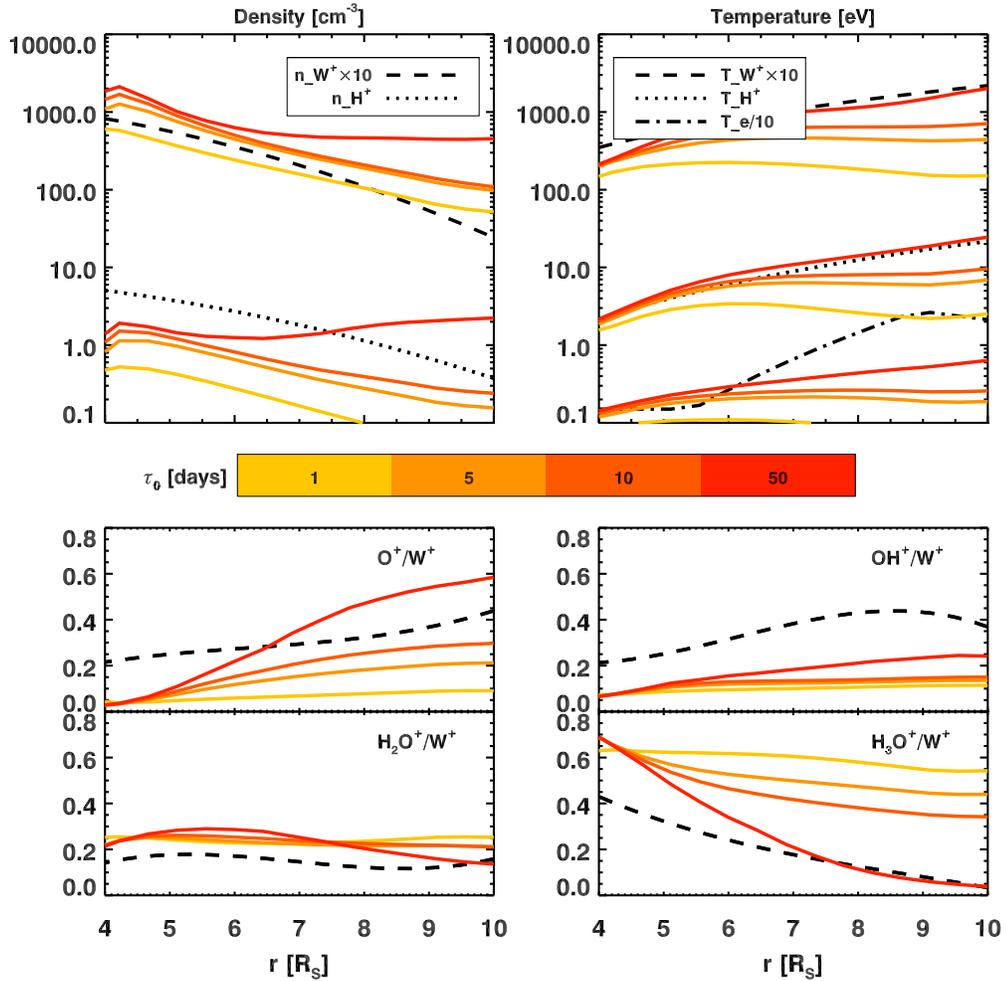 Density [cm⁻³]
Temperature [eV]
10000.0
1000.0
100.0
10.0
1.0
0.1
n_W⁺×10
n_H⁺
10000.0
1000.0
100.0
10.0
1.0
0.1
T_W⁺×10
T_H⁺
T_e/10
τ₀ [days]
1 5 10 50
0.8
0.6
0.4
0.2
0.0
O⁺/W⁺
0.8
0.6
0.4
0.2
0.0
OH⁺/W⁺
0.8
0.6
0.4
0.2
0.0
H₂O⁺/W⁺
0.8
0.6
0.4
0.2
0.0
H₃O⁺/W⁺
4 5 6 7 8 9 10
4 5 6 7 8 9 10
r [R_S]
r [R_S]